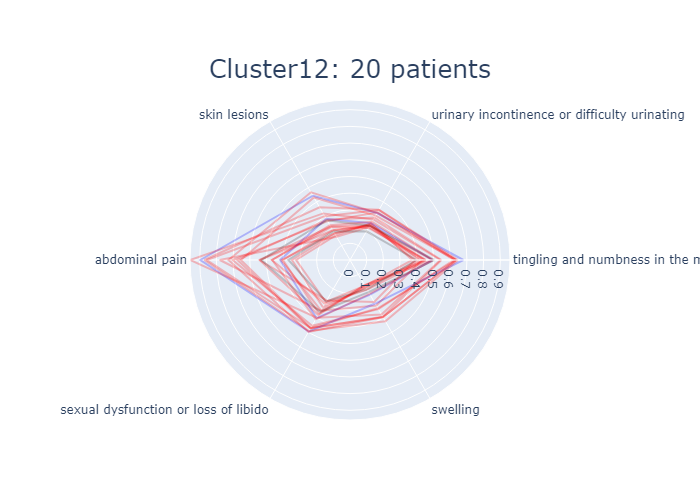 Cluster12: 20 patients
skin lesions
urinary incontinence or difficulty urinating
abdominal pain
tingling and numbness in the
0
0.1
0.2
0.3
0.4
0.5
0.6
0.7
0.8
0.9
sexual dysfunction or loss of libido
swelling